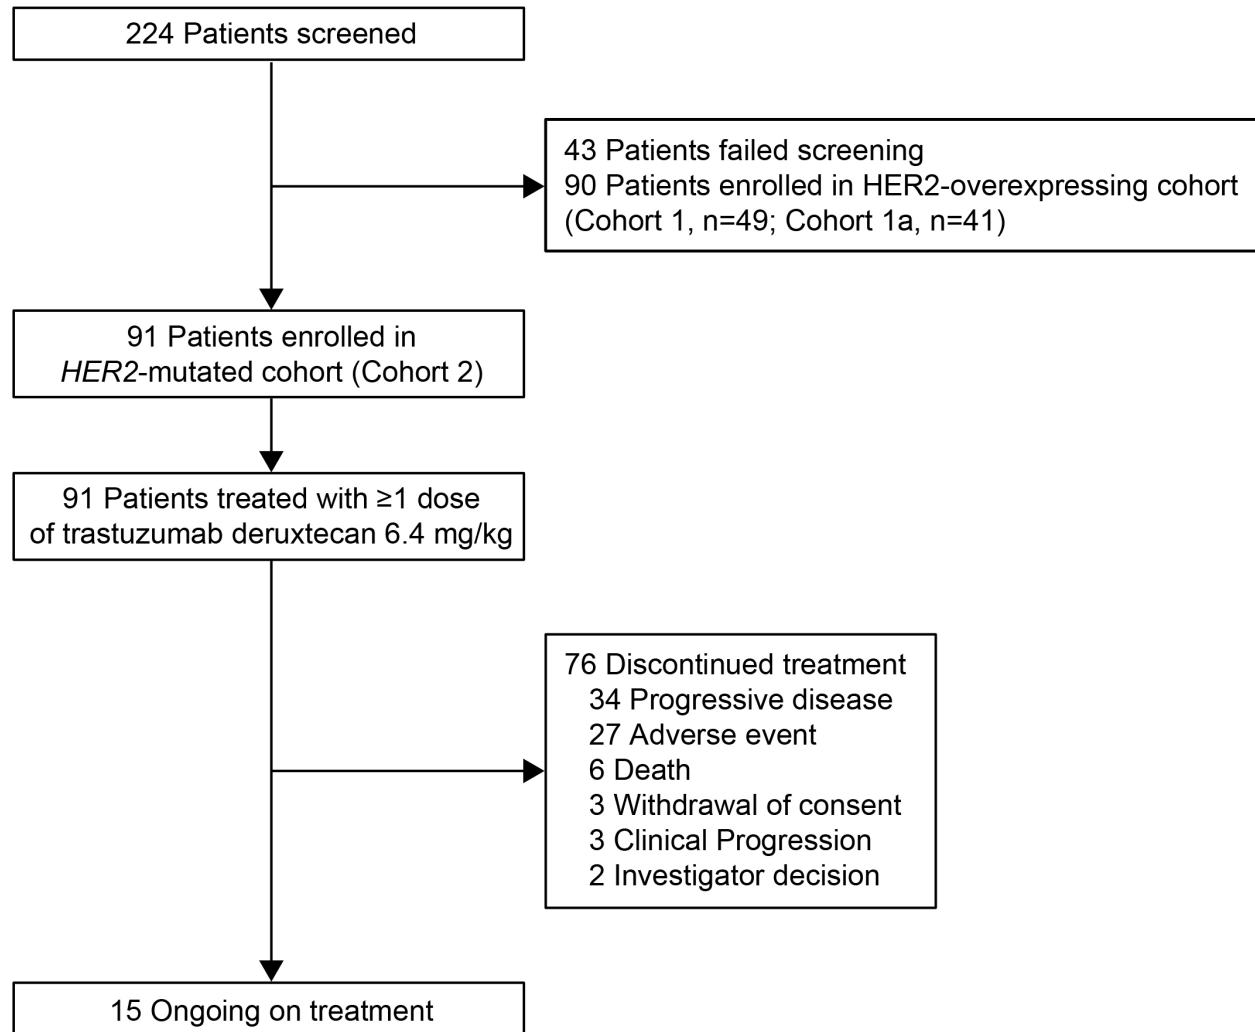 224 Patients screened
43 Patients failed screening
90 Patients enrolled in HER2-overexpressing cohort
(Cohort 1, n=49; Cohort 1a, n=41)
91 Patients enrolled in
HER2-mutated cohort (Cohort 2)
91 Patients treated with ≥1 dose
of trastuzumab deruxtecan 6.4 mg/kg
76 Discontinued treatment
34 Progressive disease
27 Adverse event
6 Death
3 Withdrawal of consent
3 Clinical Progression
2 Investigator decision
15 Ongoing on treatment